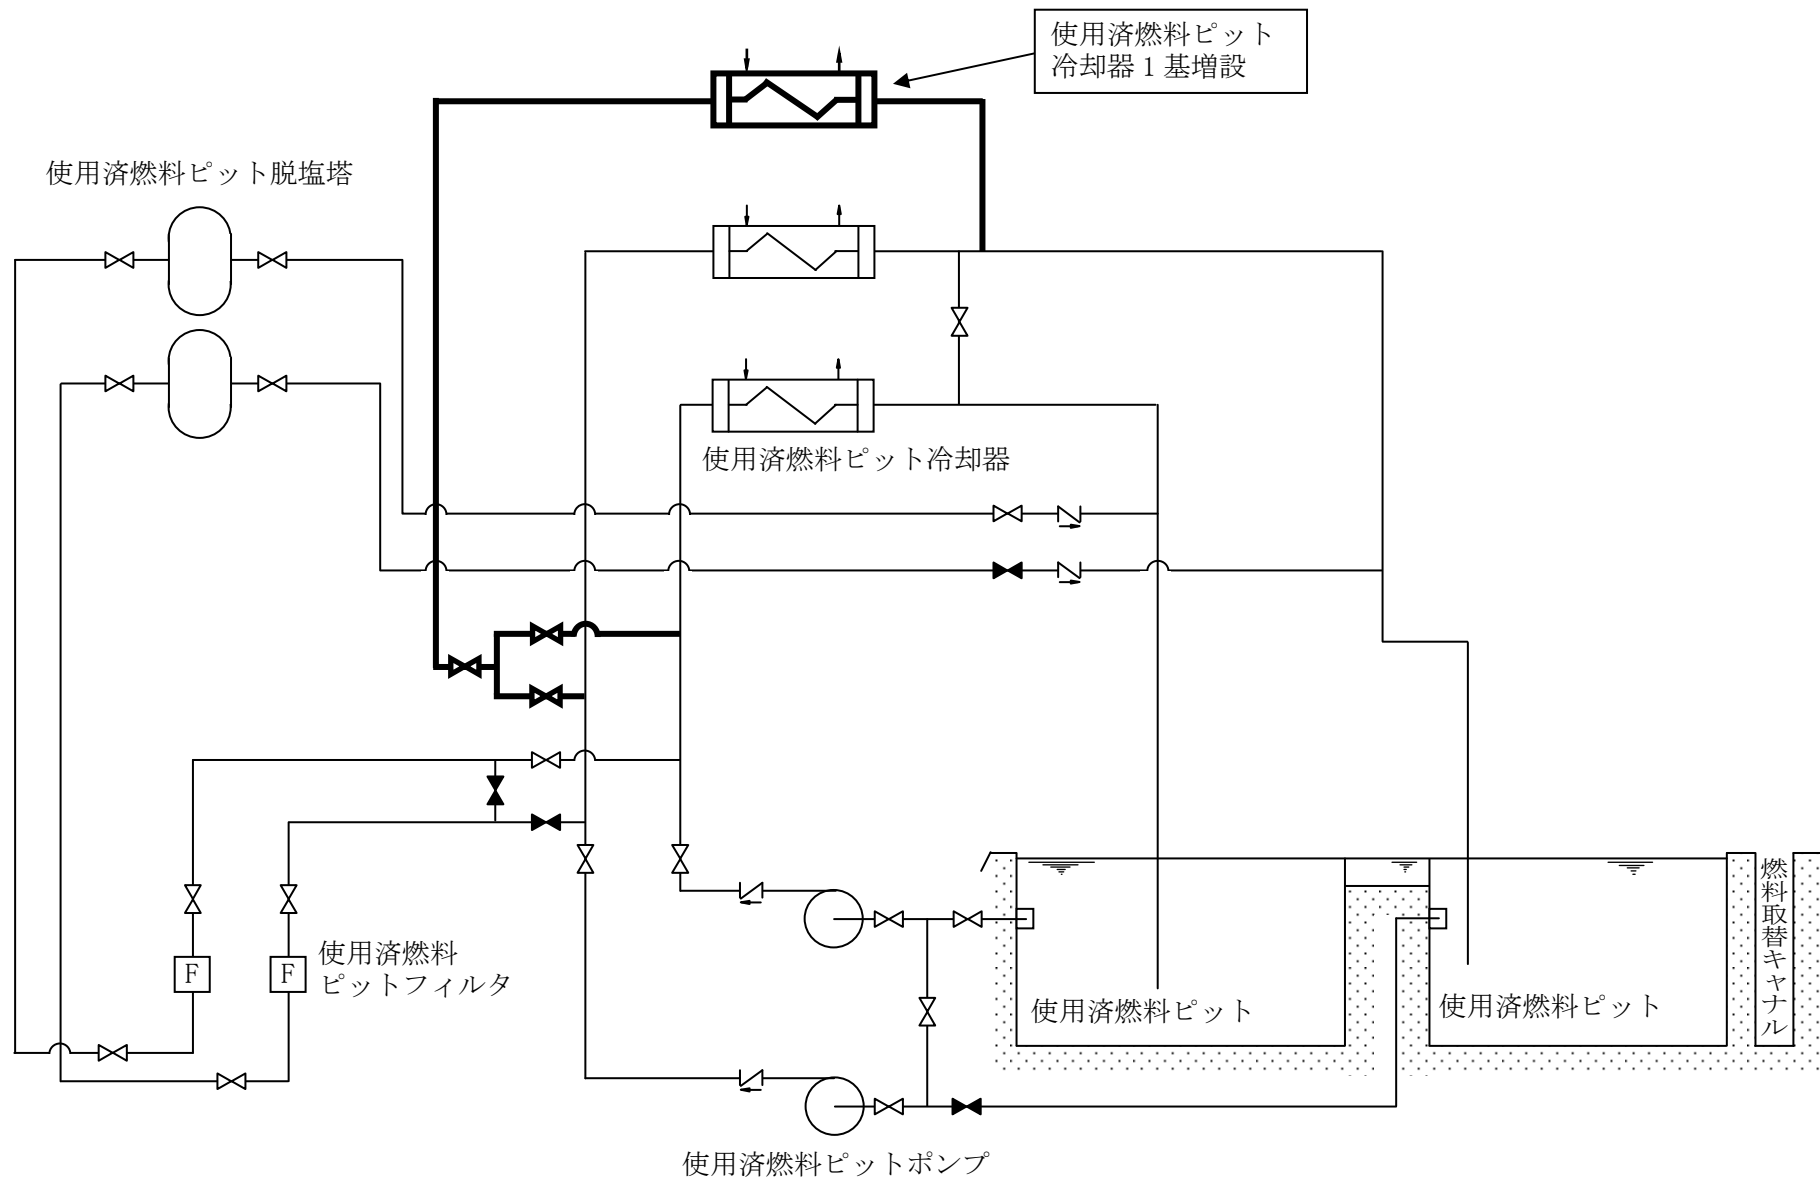 使用済燃料ピット
冷却器1基増設
使用済燃料ピット脱塩塔
使用済燃料ピット冷却器
使用済燃料
ピットフィルタ
F
F
使用済燃料ピット
使用済燃料ピット
燃料取替キャナル
使用済燃料ピットポンプ